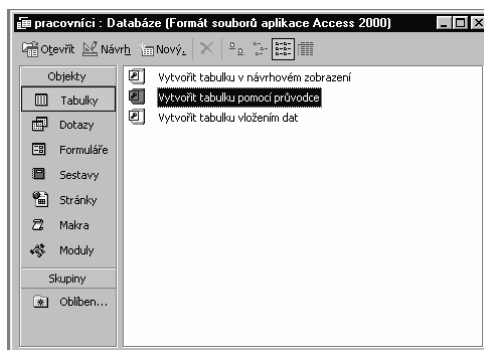 pracovníci : Databáze (Formát souborů aplikace Access 2000)
Otevřít Návrh Nový
Objekty
Tabulky
Dotazy
Formuláře
Sestavy
Stránky
Makra
Moduly
Skupiny
Oblíben...
Vytvořit tabulku v návrhovém zobrazení
Vytvořit tabulku pomocí průvodce
Vytvořit tabulku vložením dat